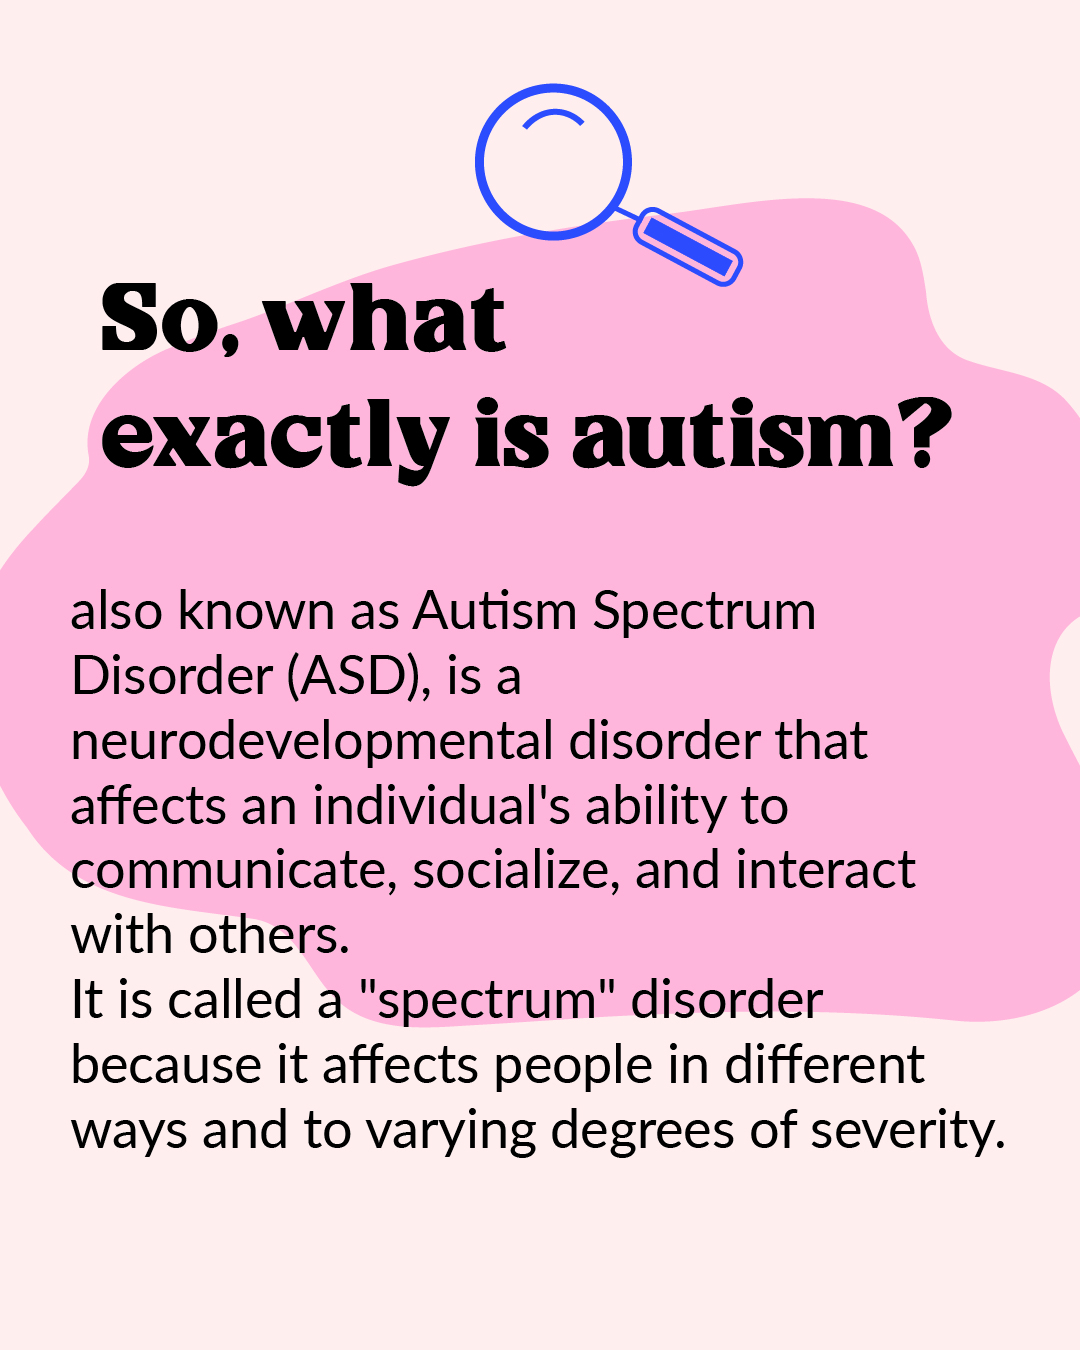 So, what
exactly is autism?
also known as Autism Spectrum
Disorder (ASD), is a
neurodevelopmental disorder that
affects an individual's ability to
communicate, socialize, and interact
with others.
It is called a "spectrum" disorder
because it affects people in different
ways and to varying degrees of severity.